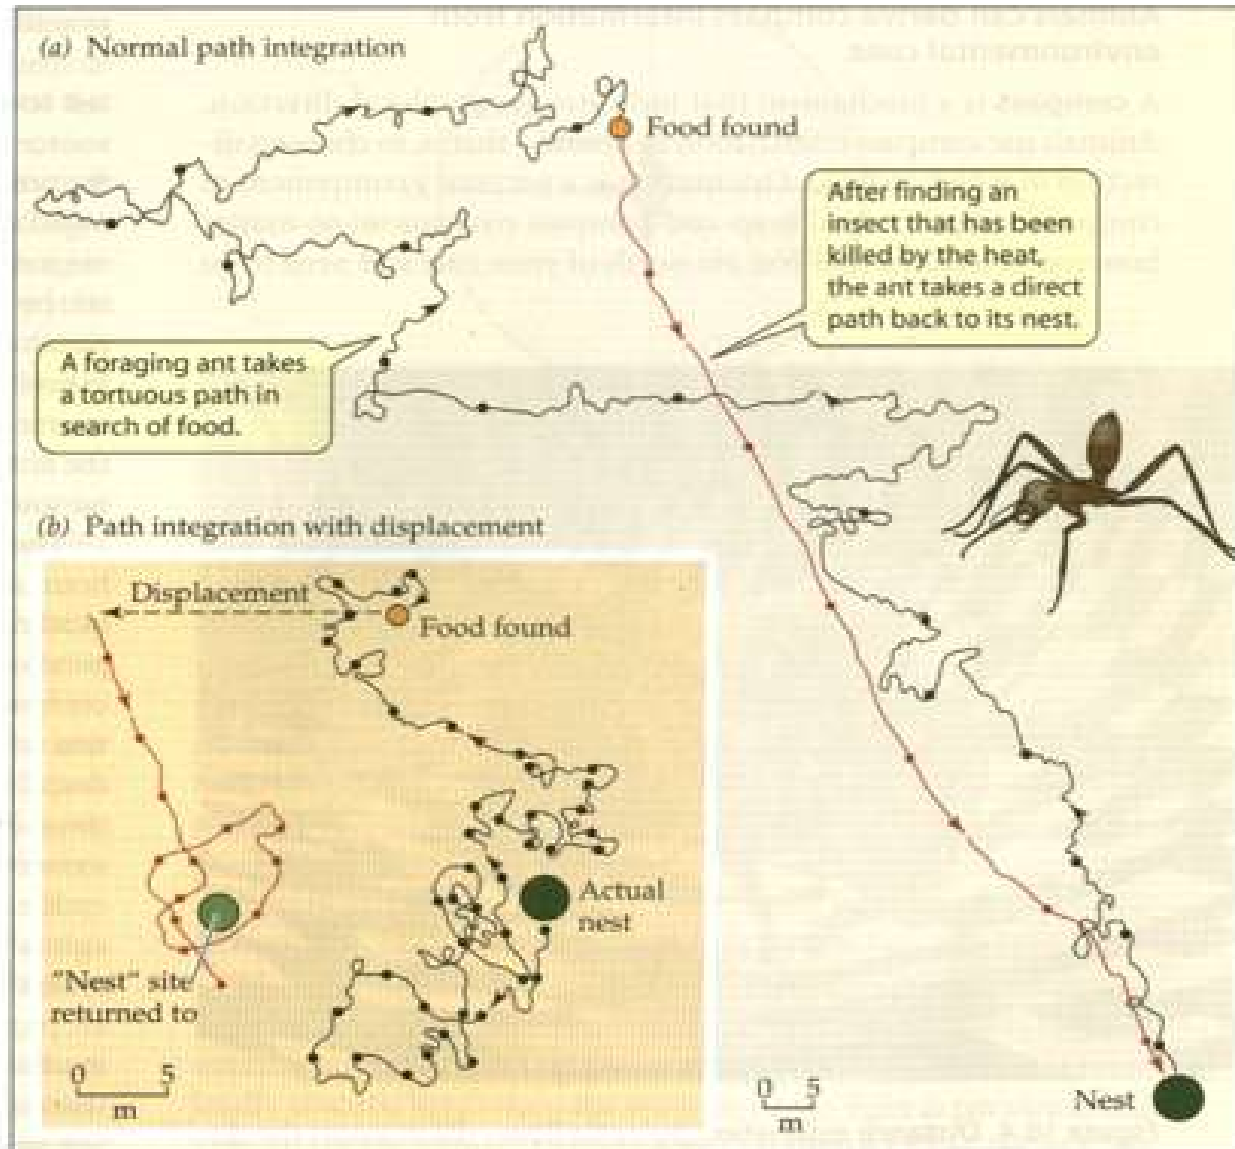 (a) Normal path integration
Food found
After finding an
insect that has been
killed by the heat,
the ant takes a direct
path back to its nest.
A foraging ant takes
a tortuous path in
search of food.
(b) Path integration with displacement
Displacement
Food found
Actual
nest
"Nest" site
returned to
0 5
m
0 5
m
Nest